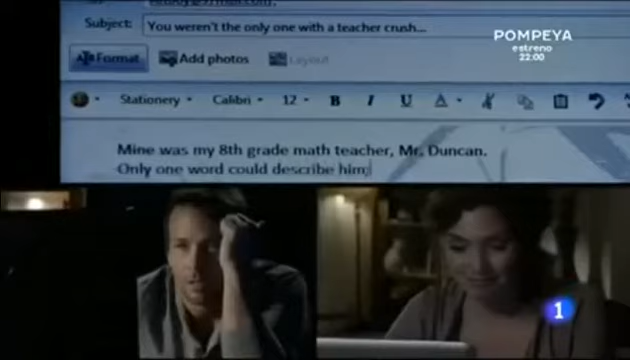 Subject: You weren't the only one with a teacher crush...
POMPEYA
estreno
22:00
Format Add photos Layout
Stationery Calibri 12 B I U A
Mine was my 8th grade math teacher, Mr. Duncan.
Only one word could describe him;
1